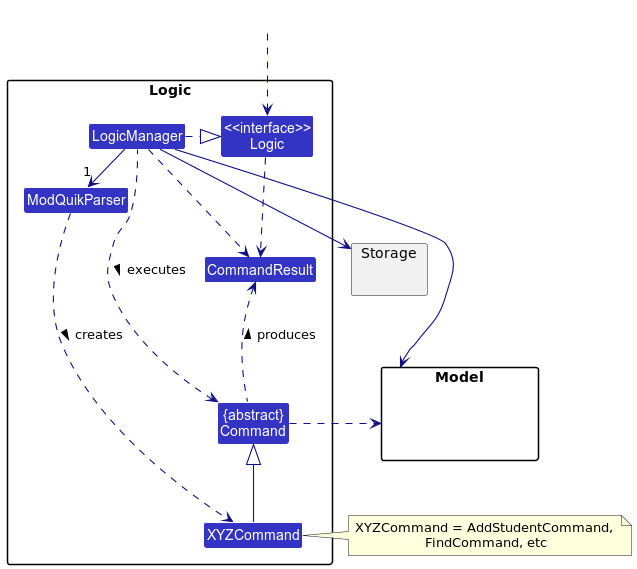 Logic
<<interface>>
Logic
LogicManager
1
ModQuikParser
Storage
CommandResult
executes
creates
produces
Model
{abstract}
Command
XYZCommand
XYZCommand = AddStudentCommand,
FindCommand, etc